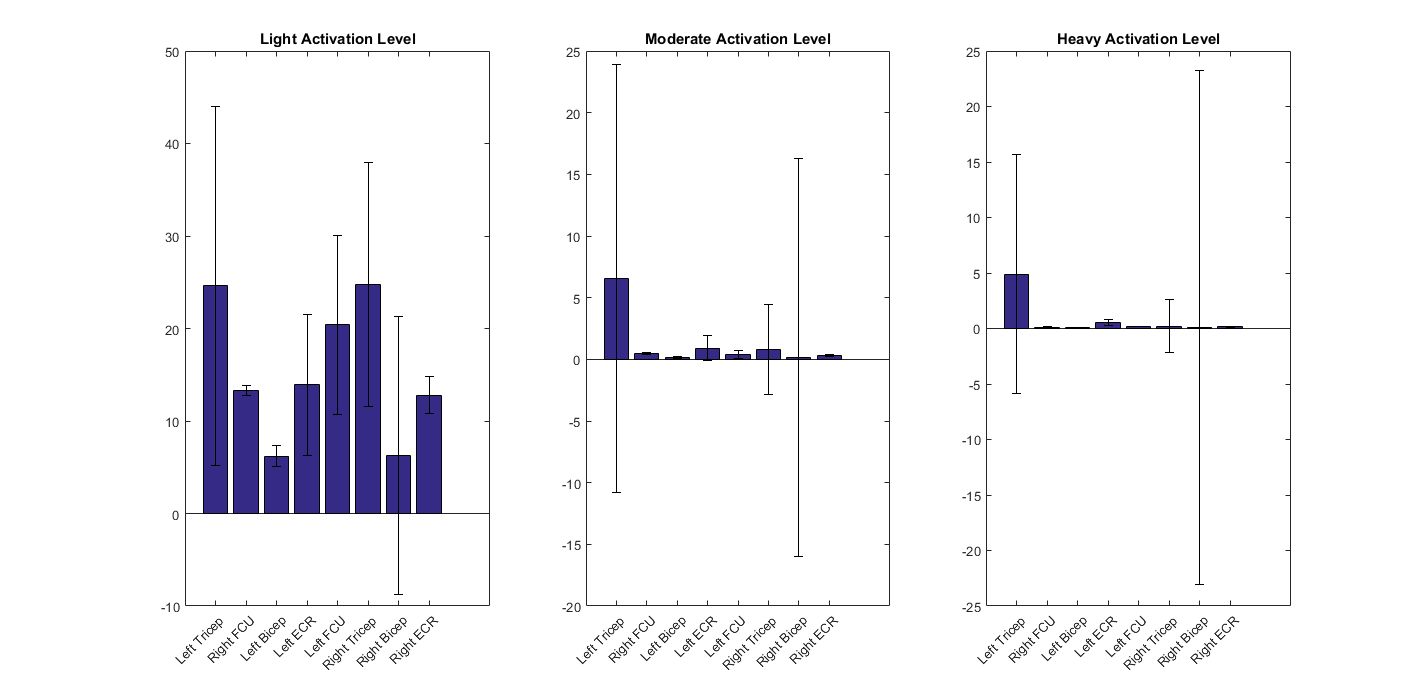 Light Activation Level
50
40
30
20
10
0
-10
Left Tricep
Right FCU
Left Bicep
Left ECR
Left FCU
Right Tricep
Right Bicep
Right ECR
Moderate Activation Level
25
20
15
10
5
0
-5
-10
-15
-20
Left Tricep
Right FCU
Left Bicep
Left ECR
Left FCU
Right Tricep
Right Bicep
Right ECR
Heavy Activation Level
25
20
15
10
5
0
-5
-10
-15
-20
-25
Left Tricep
Right FCU
Left Bicep
Left ECR
Left FCU
Right Tricep
Right Bicep
Right ECR